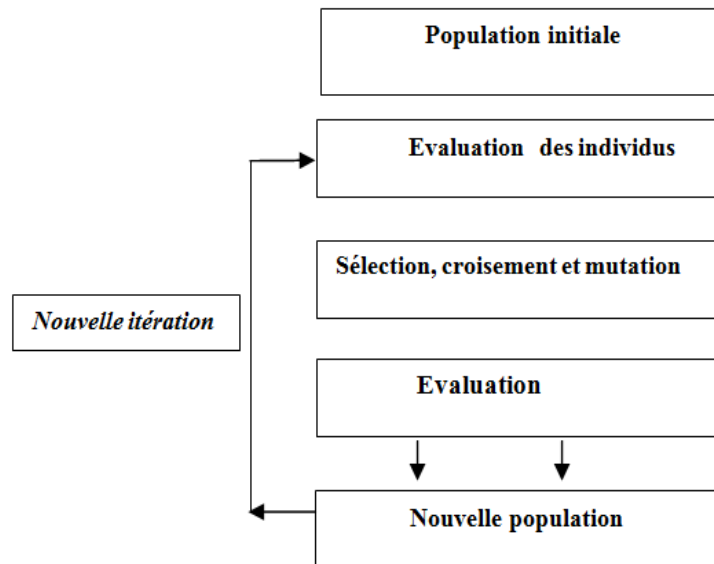 Population initiale
Evaluation des individus
Sélection, croisement et mutation
Nouvelle itération
Evaluation
Nouvelle population